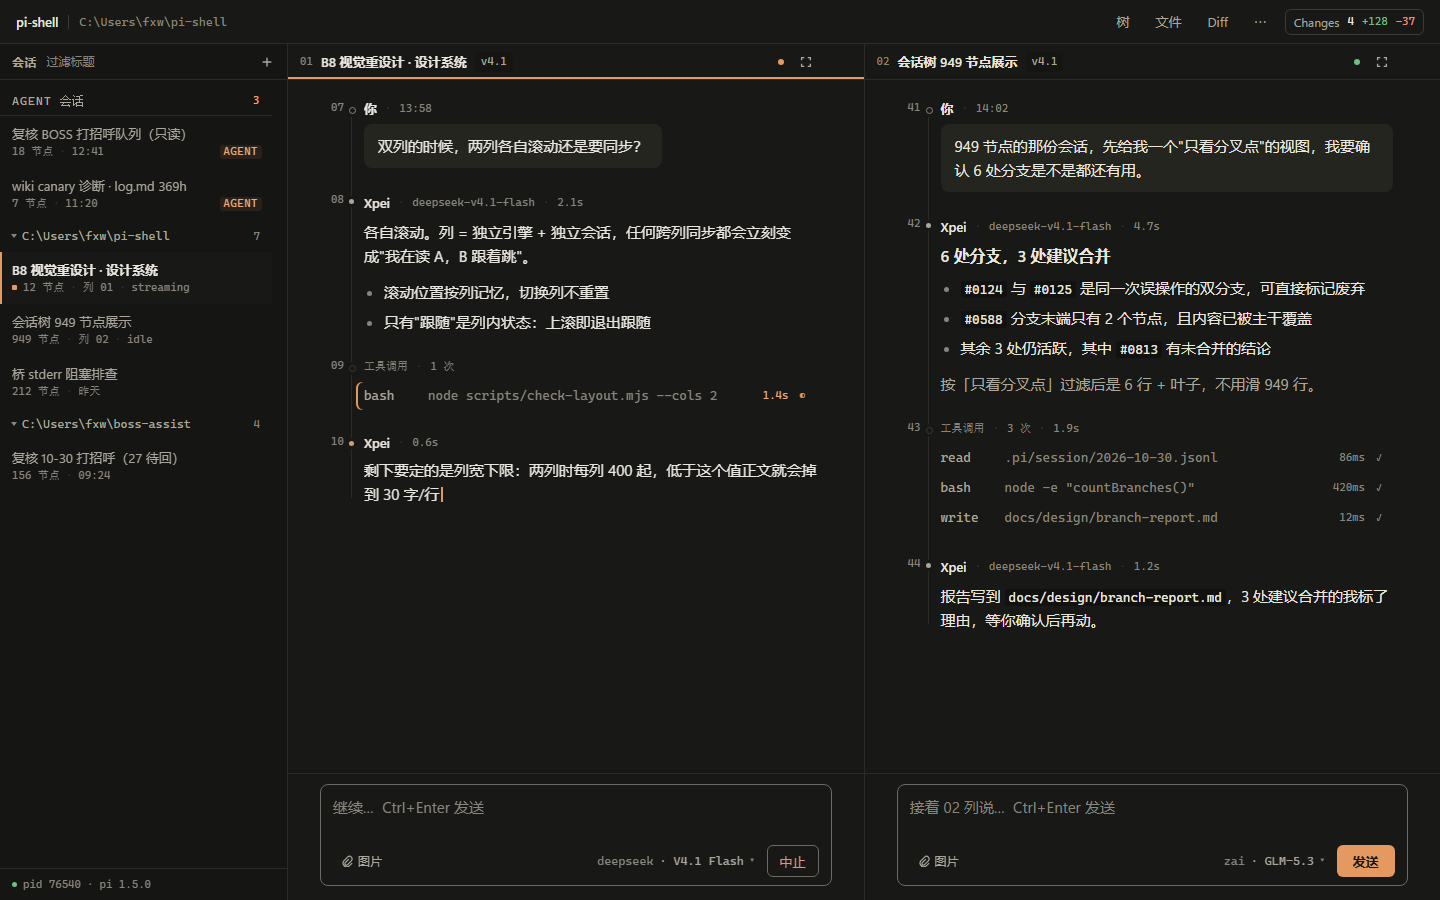 pi-shell C:\Users\fxw\pi-shell 树 文件 Diff ··· Changes 4 +128 −37
会话 过滤标题 +
AGENT 会话 3
复核 BOSS 打招呼队列（只读）
18 节点 · 12:41 AGENT
wiki canary 诊断 · log.md 369h
7 节点 · 11:20 AGENT
C:\Users\fxw\pi-shell 7
B8 视觉重设计 · 设计系统
12 节点 · 列 01 · streaming
会话树 949 节点展示
949 节点 · 列 02 · idle
桥 stderr 阻塞排查
212 节点 · 昨天
C:\Users\fxw\boss-assist 4
复核 10-30 打招呼（27 待回）
156 节点 · 09:24
pid 76540 · pi 1.5.0
01 B8 视觉重设计 · 设计系统 v4.1
07 你 · 13:58
双列的时候，两列各自滚动还是要同步？
08 Xpei · deepseek-v4.1-flash · 2.1s
各自滚动。列 = 独立引擎 + 独立会话，任何跨列同步都会立刻变
成"我在读 A，B 跟着跳"。
• 滚动位置按列记忆，切换列不重置
• 只有"跟随"是列内状态：上滚即退出跟随
09 工具调用 · 1 次
bash node scripts/check-layout.mjs --cols 2 1.4s
10 Xpei · 0.6s
剩下要定的是列宽下限：两列时每列 400 起，低于这个值正文就会掉
到 30 字/行
继续… Ctrl+Enter 发送
图片 deepseek · V4.1 Flash 中止
02 会话树 949 节点展示 v4.1
41 你 · 14:02
949 节点的那份会话，先给我一个"只看分叉点"的视图，我要确
认 6 处分支是不是都还有用。
42 Xpei · deepseek-v4.1-flash · 4.7s
6 处分支，3 处建议合并
• #0124 与 #0125 是同一次误操作的双分支，可直接标记废弃
• #0588 分支末端只有 2 个节点，且内容已被主干覆盖
• 其余 3 处仍活跃，其中 #0813 有未合并的结论
按「只看分叉点」过滤后是 6 行 + 叶子，不用滑 949 行。
43 工具调用 · 3 次 · 1.9s
read .pi/session/2026-10-30.jsonl 86ms ✓
bash node -e "countBranches()" 420ms ✓
write docs/design/branch-report.md 12ms ✓
44 Xpei · deepseek-v4.1-flash · 1.2s
报告写到 docs/design/branch-report.md，3 处建议合并的我标了
理由，等你确认后再动。
接着 02 列说… Ctrl+Enter 发送
图片 zai · GLM-5.3 发送